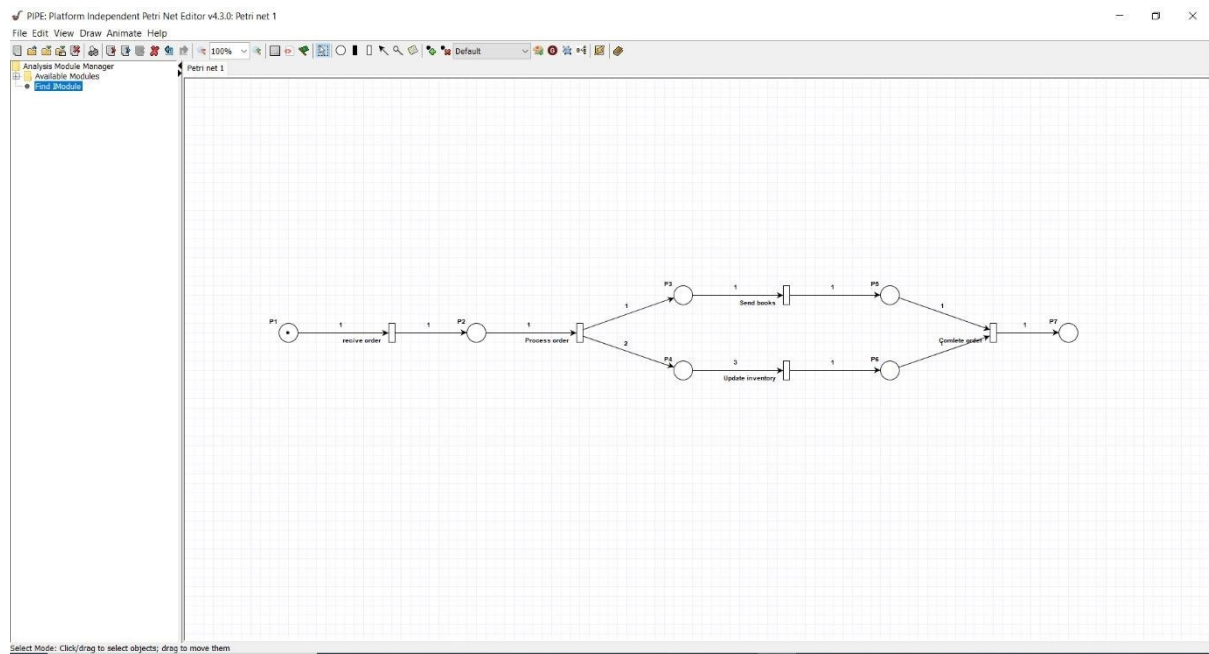 PIPE: Platform Independent Petri Net Editor v4.3.0: Petri net 1
File Edit View Draw Animate Help
100% Default
Analysis Module Manager
Available Modules
Find IModule
Petri net 1
P3 1 1 P5
Send books
1 1
P1 1 1 P2 1 1 P7
recive order Process order Comlete order
2 1
P4 3 1 P6
Update inventory
Select Mode: Click/drag to select objects; drag to move them